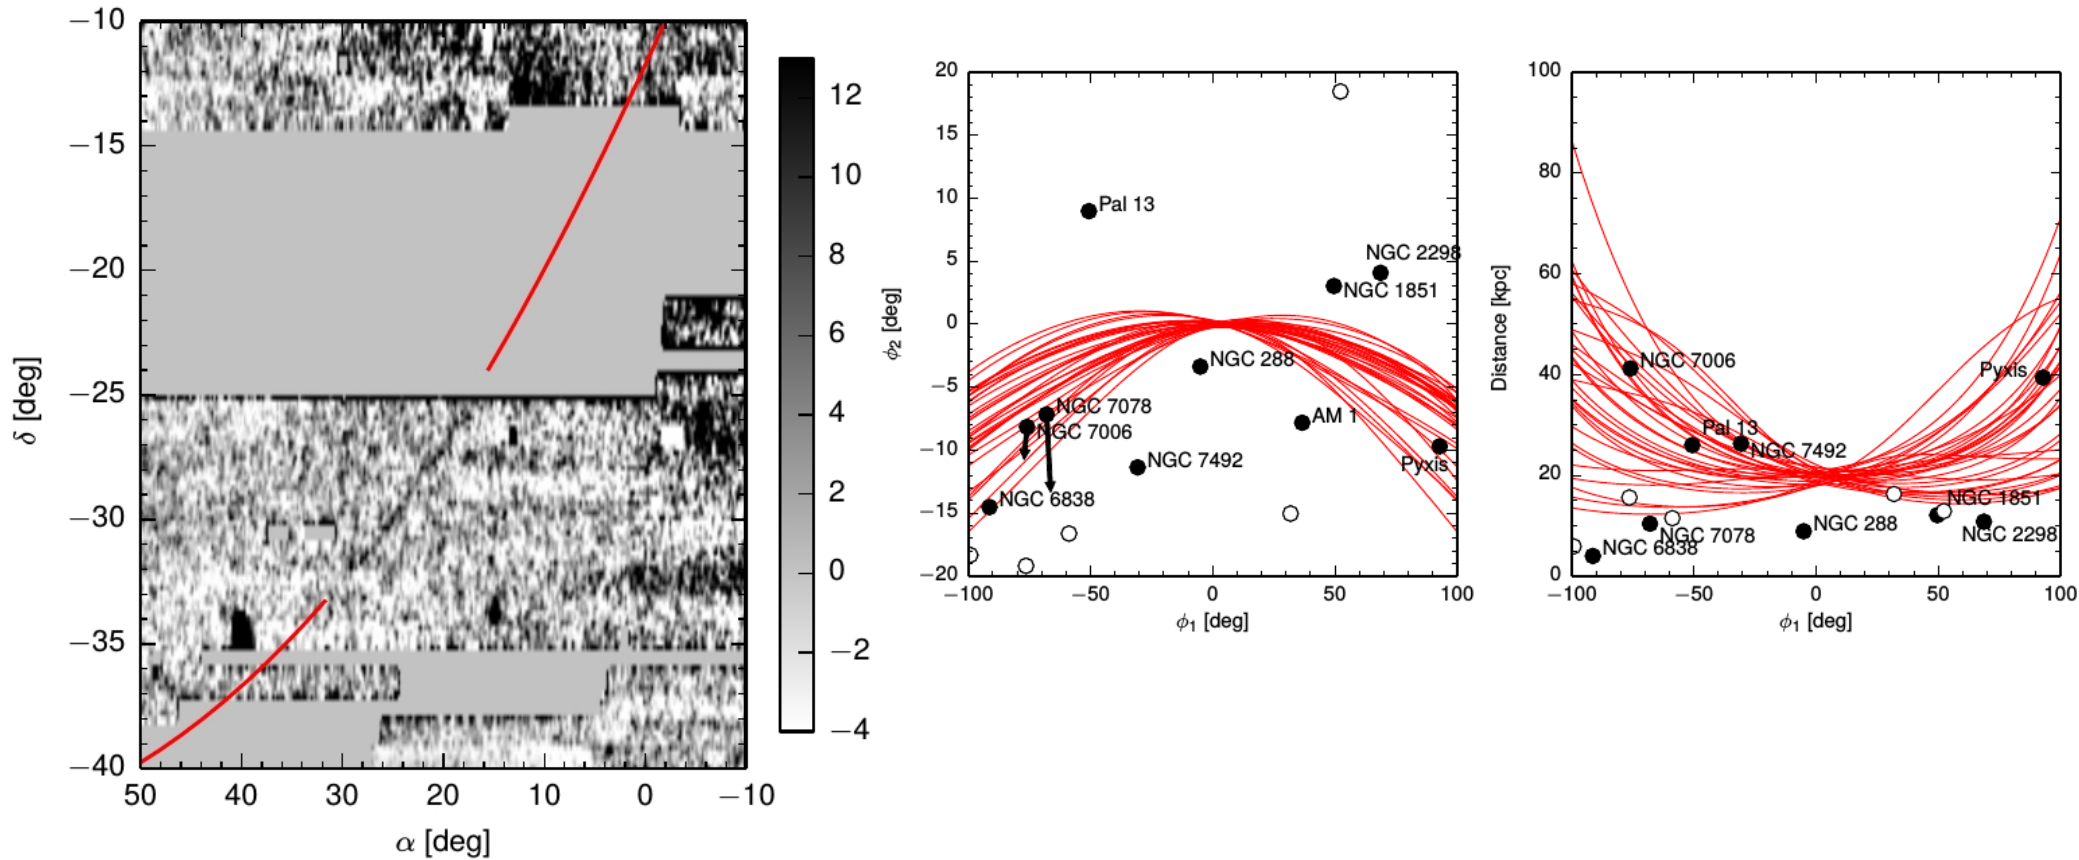 −10
−15
−20
−25
−30
−35
−40
δ [deg]
50 40 30 20 10 0 −10
α [deg]
12
10
8
6
4
2
0
−2
−4
20
15
10
5
0
−5
−10
−15
−20
ϕ2 [deg]
Pal 13
NGC 2298
NGC 1851
NGC 288
NGC 7078
NGC 7006
AM 1
NGC 7492
Pyxis
NGC 6838
−100 −50 0 50 100
ϕ1 [deg]
100
80
60
40
20
0
Distance [kpc]
NGC 7006
Pyxis
Pal 13
NGC 7492
NGC 1851
NGC 288
NGC 7078
NGC 2298
NGC 6838
−100 −50 0 50 100
ϕ1 [deg]